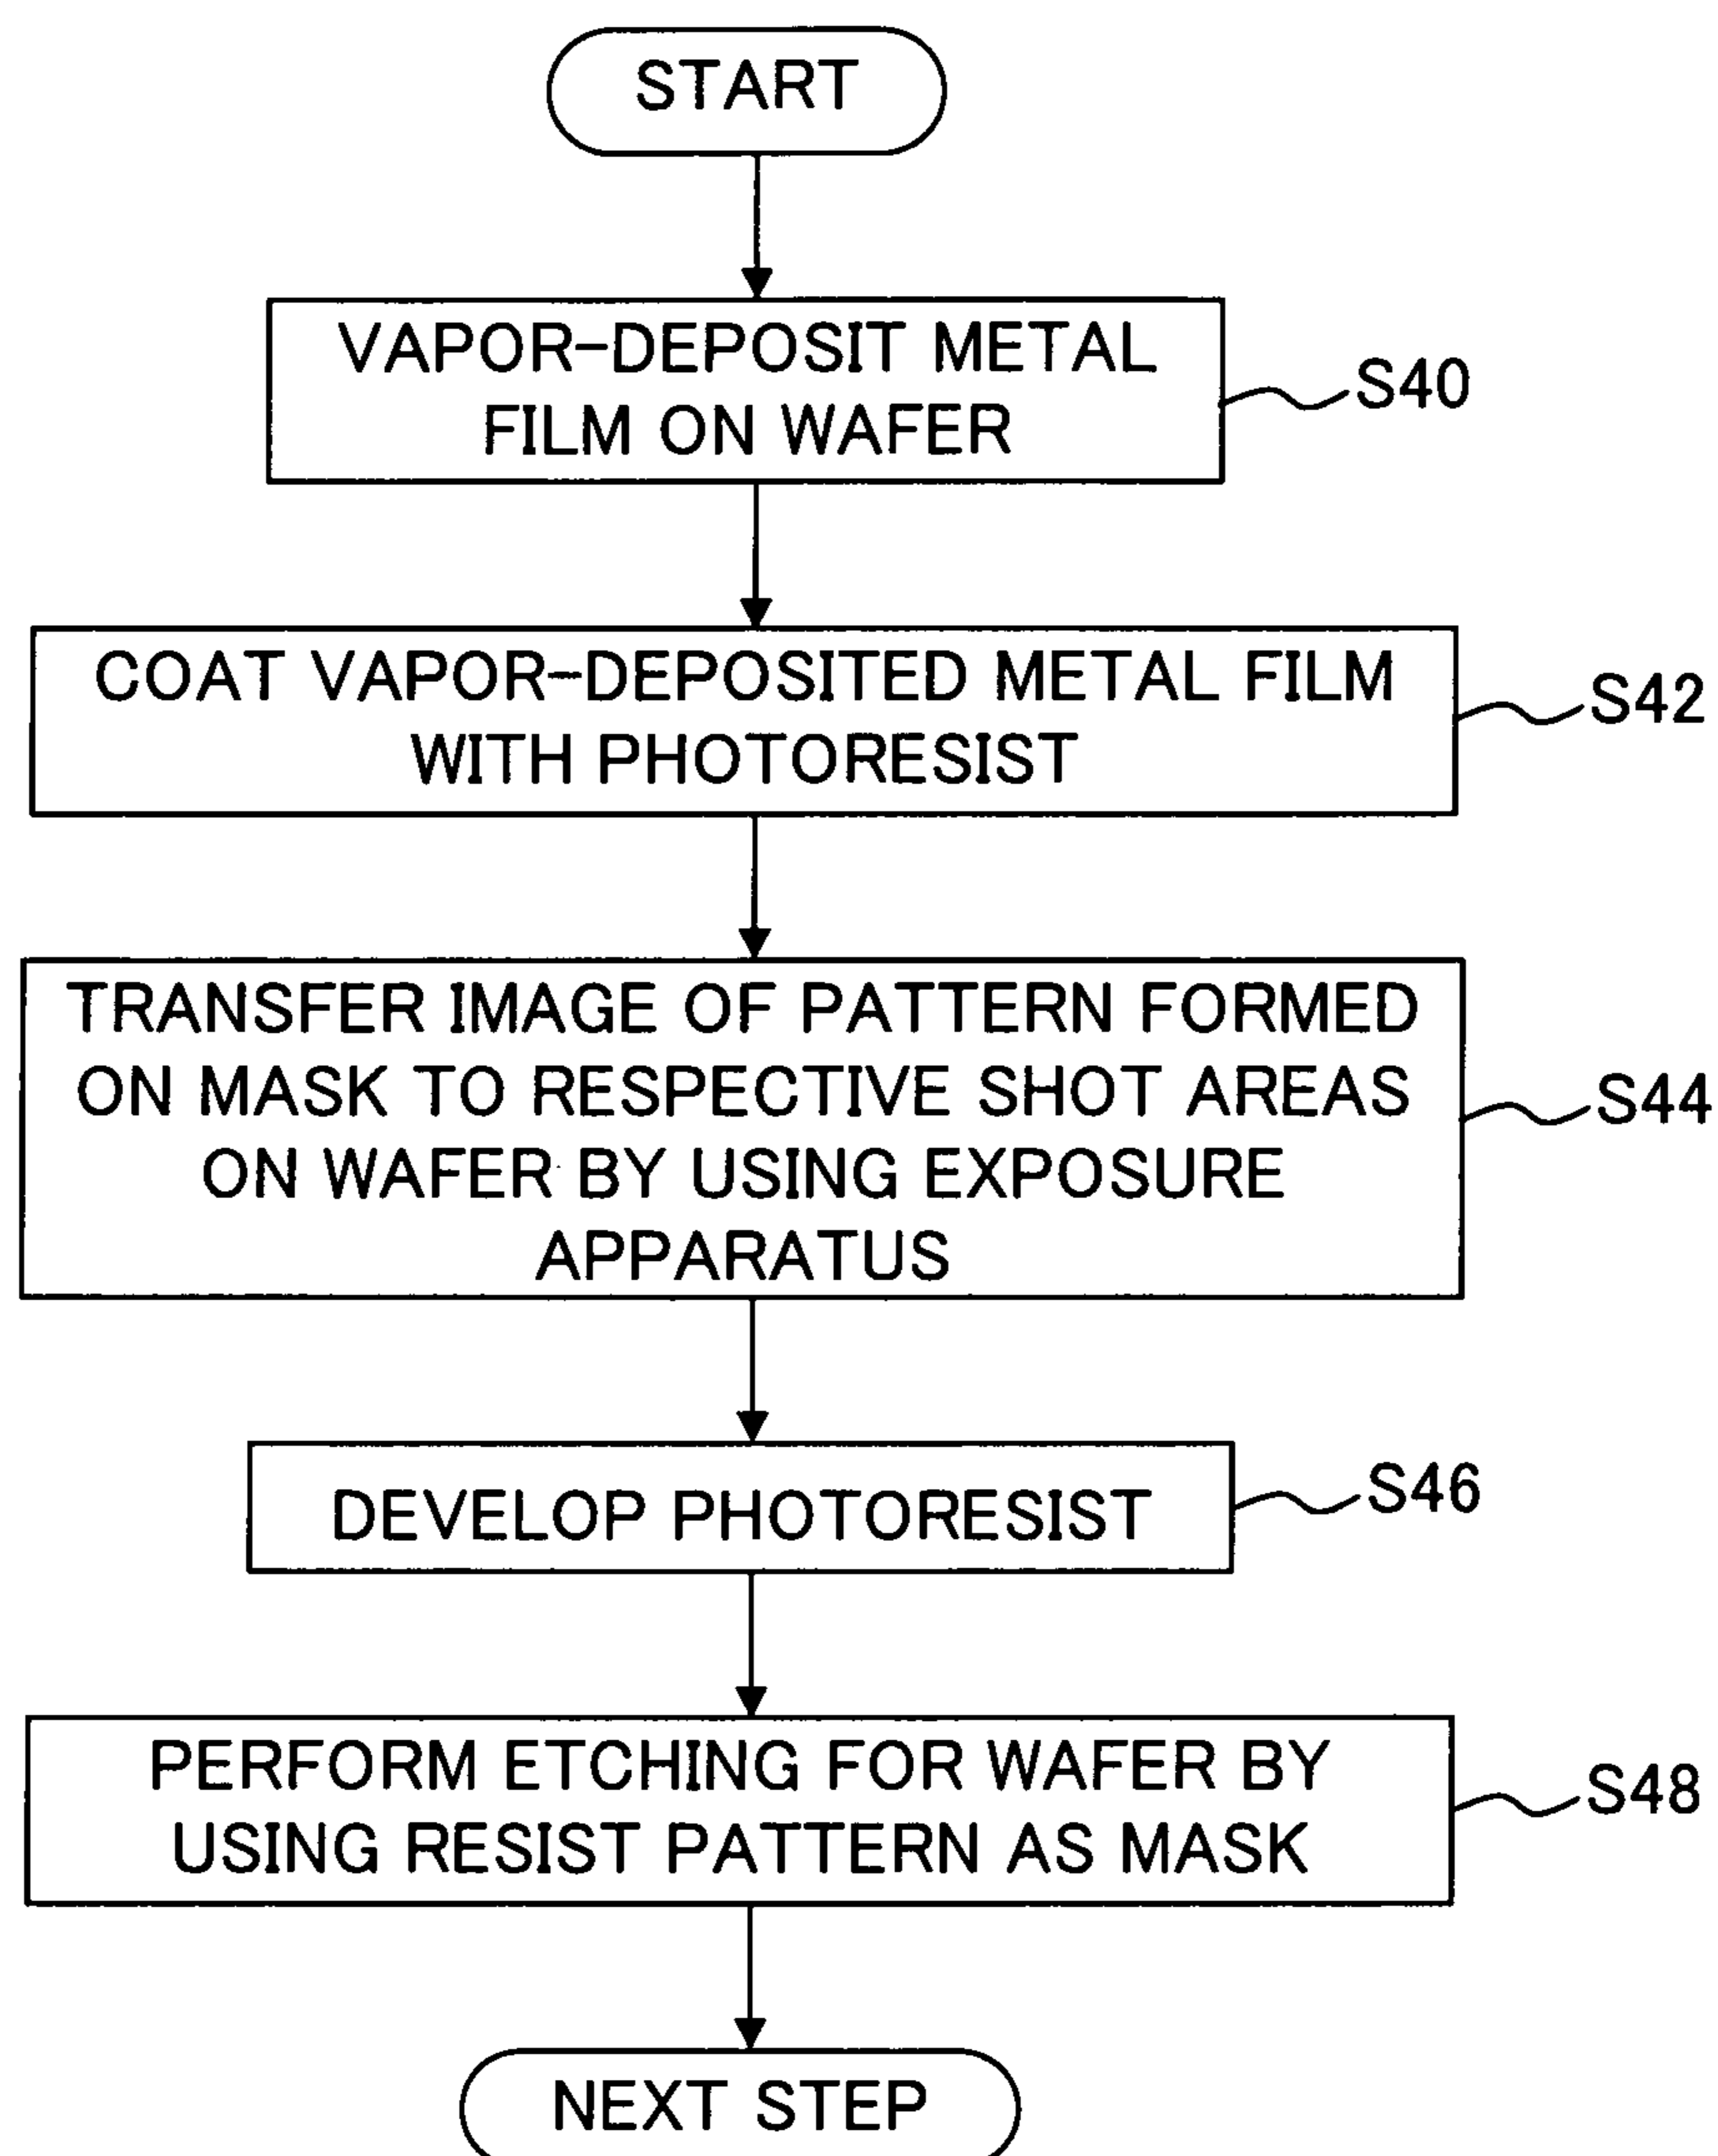 START
VAPOR-DEPOSIT METAL
FILM ON WAFER
S40
COAT VAPOR-DEPOSITED METAL FILM
WITH PHOTORESIST
S42
TRANSFER IMAGE OF PATTERN FORMED
ON MASK TO RESPECTIVE SHOT AREAS
ON WAFER BY USING EXPOSURE
APPARATUS
S44
DEVELOP PHOTORESIST
S46
PERFORM ETCHING FOR WAFER BY
USING RESIST PATTERN AS MASK
S48
NEXT STEP